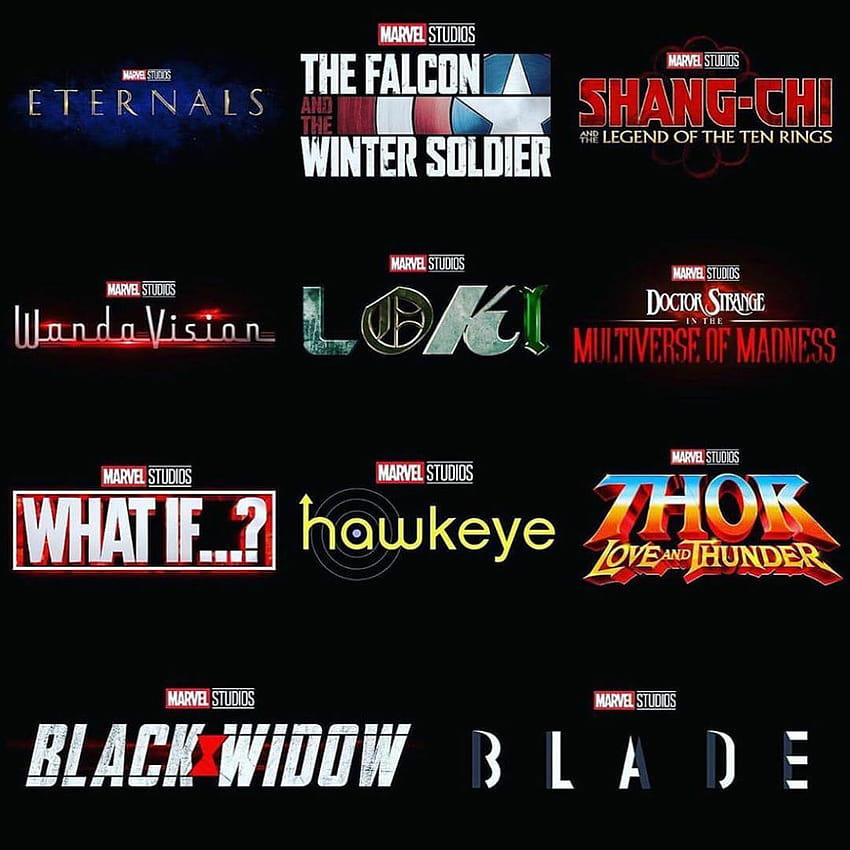 MARVEL STUDIOS
ETERNALS
MARVEL STUDIOS
THE FALCON
AND
THE
WINTER SOLDIER
MARVEL STUDIOS
SHANG-CHI
AND THE LEGEND OF THE TEN RINGS
MARVEL STUDIOS
WandaVision
MARVEL STUDIOS
LOKI
MARVEL STUDIOS
DOCTOR STRANGE
IN THE
MULTIVERSE OF MADNESS
MARVEL STUDIOS
WHAT IF...?
MARVEL STUDIOS
hawkeye
MARVEL STUDIOS
THOR
LOVE AND THUNDER
MARVEL STUDIOS
BLACK WIDOW
MARVEL STUDIOS
BLADE